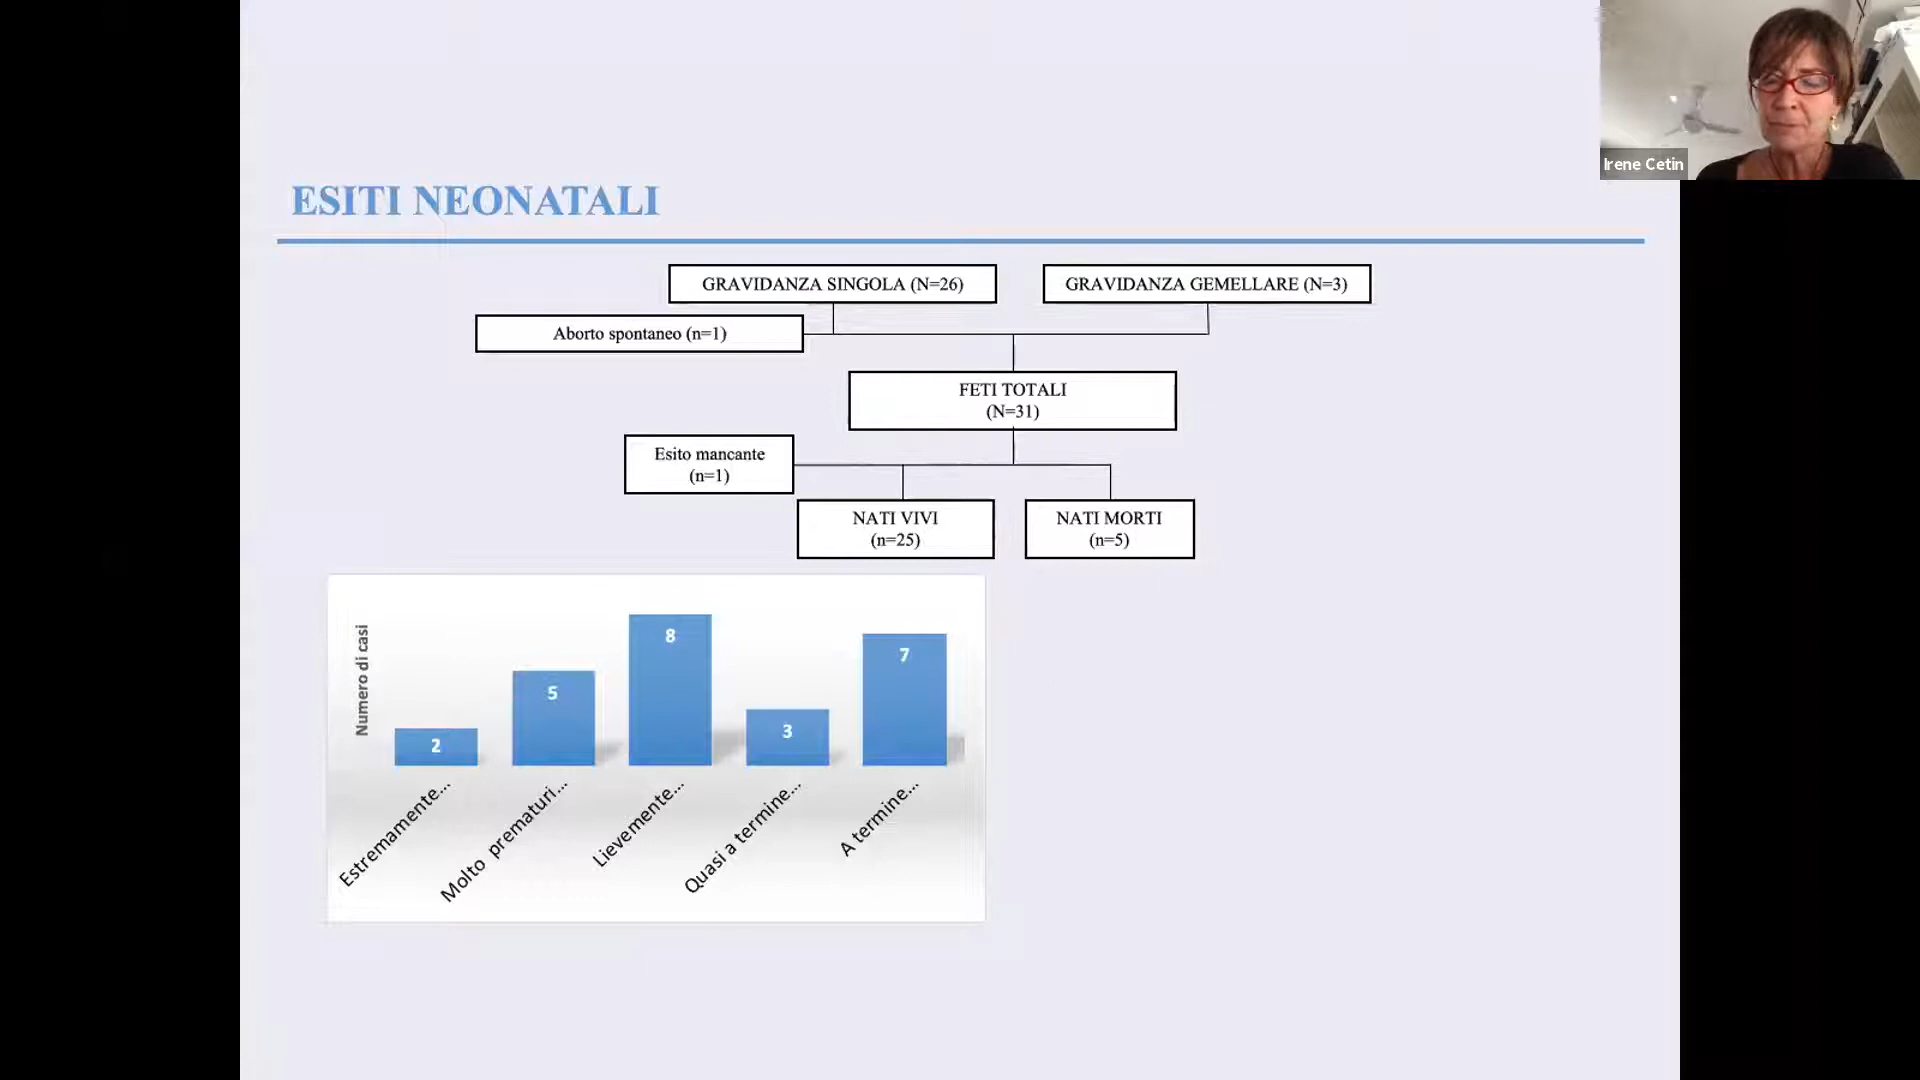 Irene Cetin
ESITI NEONATALI
GRAVIDANZA SINGOLA (N=26)
GRAVIDANZA GEMELLARE (N=3)
Aborto spontaneo (n=1)
FETI TOTALI
(N=31)
Esito mancante
(n=1)
NATI VIVI
(n=25)
NATI MORTI
(n=5)
Numero di casi
2
5
8
3
7
Estremamente...
Molto prematuri...
Lievemente...
Quasi a termine...
A termine...